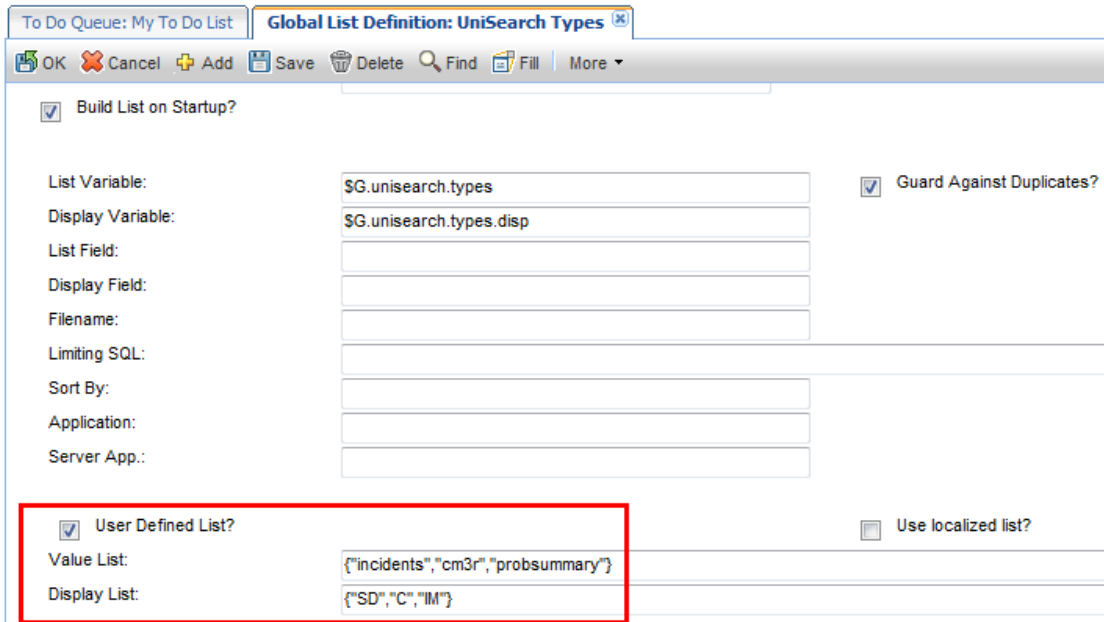 To Do Queue: My To Do List Global List Definition: UniSearch Types
OK Cancel Add Save Delete Find Fill More
Build List on Startup?
List Variable: $G.unisearch.types Guard Against Duplicates?
Display Variable: $G.unisearch.types.disp
List Field:
Display Field:
Filename:
Limiting SQL:
Sort By:
Application:
Server App.:
User Defined List? Use localized list?
Value List: {"incidents","cm3r","probsummary"}
Display List: {"SD","C","IM"}